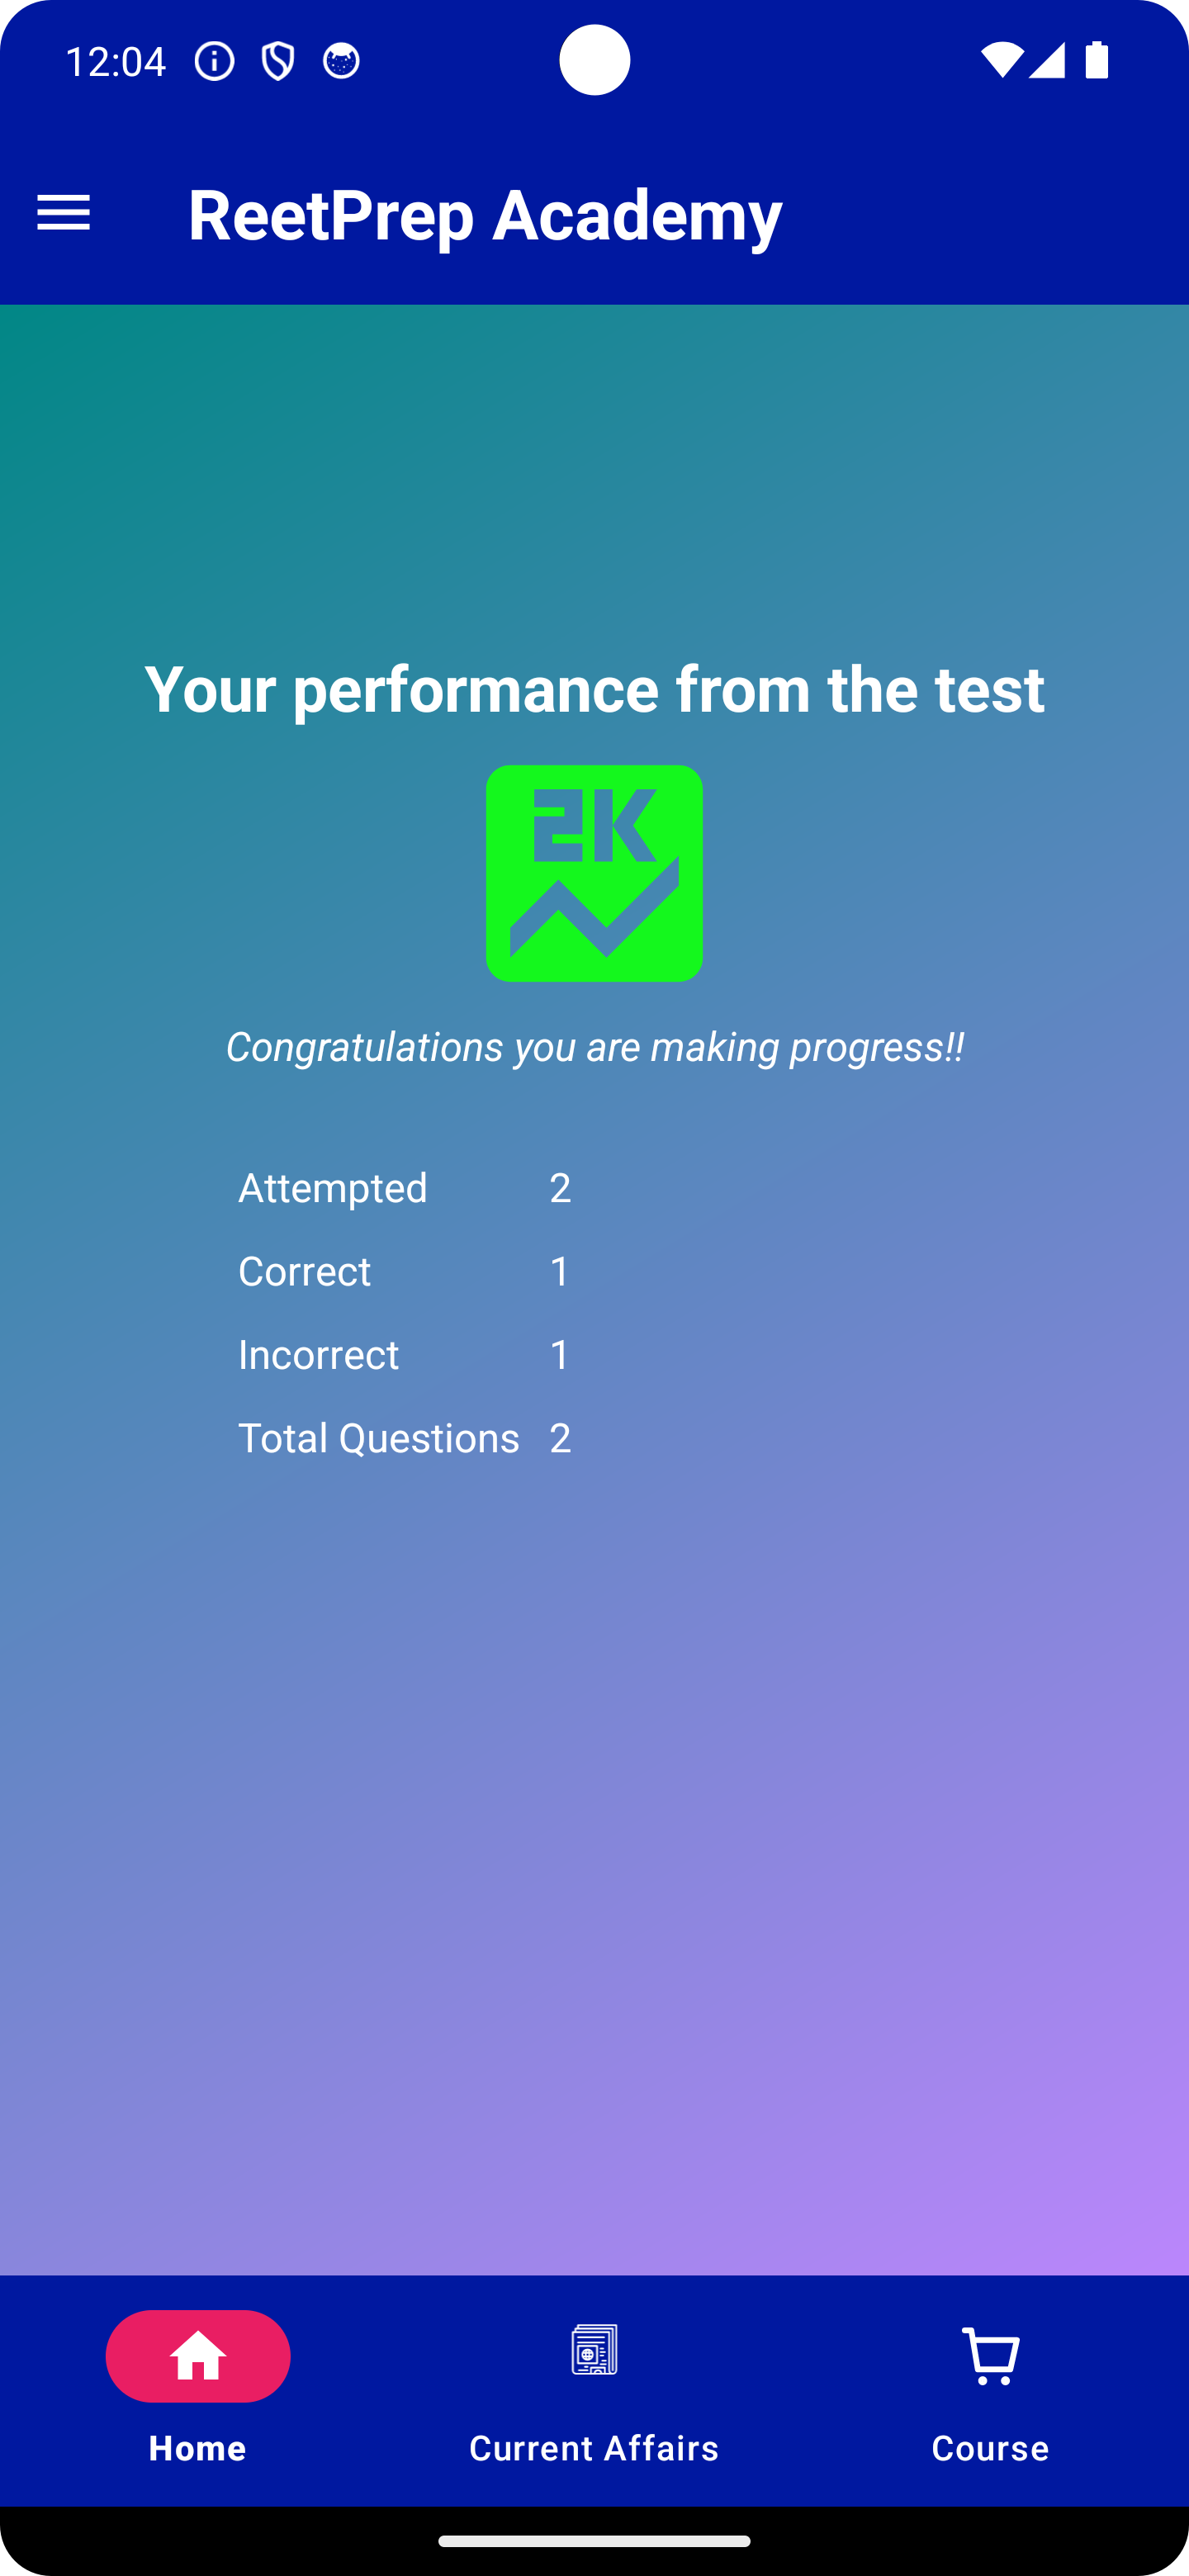 12:04
ReetPrep Academy
Your performance from the test
2K
Congratulations you are making progress!!
Attempted 2
Correct 1
Incorrect 1
Total Questions 2
Home
Current Affairs
Course